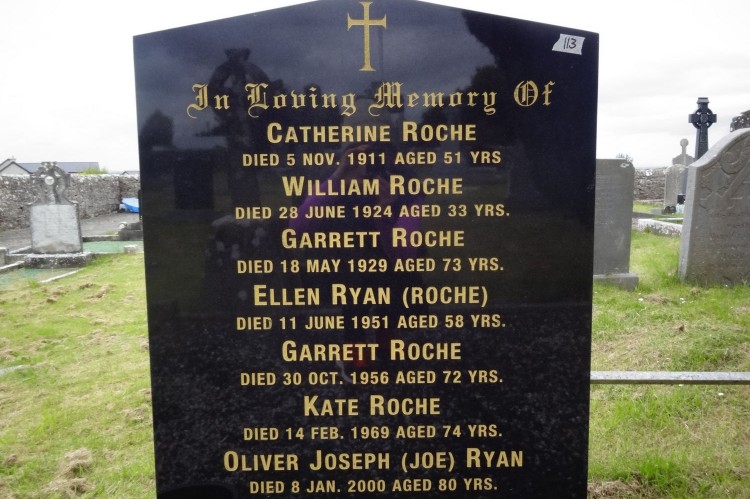 113
In Loving Memory Of
CATHERINE ROCHE
DIED 5 NOV. 1911 AGED 51 YRS
WILLIAM ROCHE
DIED 28 JUNE 1924 AGED 33 YRS.
GARRETT ROCHE
DIED 18 MAY 1929 AGED 73 YRS.
ELLEN RYAN (ROCHE)
DIED 11 JUNE 1951 AGED 58 YRS.
GARRETT ROCHE
DIED 30 OCT. 1956 AGED 72 YRS.
KATE ROCHE
DIED 14 FEB. 1969 AGED 74 YRS.
OLIVER JOSEPH (JOE) RYAN
DIED 8 JAN. 2000 AGED 80 YRS.